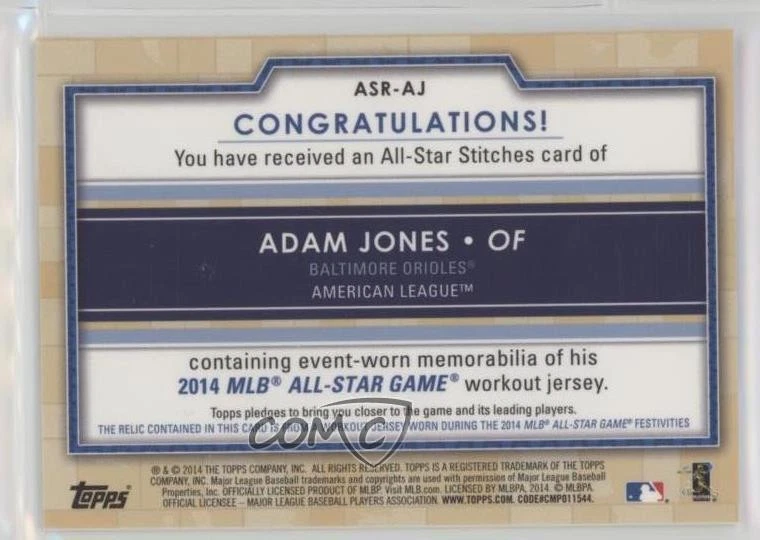 ASR-AJ
CONGRATULATIONS!
You have received an All-Star Stitches card of
ADAM JONES • OF
BALTIMORE ORIOLES®
AMERICAN LEAGUE™
containing event-worn memorabilia of his
2014 MLB® ALL-STAR GAME® workout jersey.
Topps pledges to bring you closer to the game and its leading players.
THE RELIC CONTAINED IN THIS CARD IS FROM A WORKOUT JERSEY WORN DURING THE 2014 MLB® ALL-STAR GAME® FESTIVITIES
COMC
® & © 2014 THE TOPPS COMPANY, INC. ALL RIGHTS RESERVED. TOPPS IS A REGISTERED TRADEMARK OF THE TOPPS
COMPANY, INC. Major League Baseball trademarks and copyrights are used with permission of Major League Baseball
Properties, Inc. OFFICIALLY LICENSED PRODUCT OF MLBP. Visit MLB.com. LICENSED BY MLBPA, 2014. © MLBPA.
OFFICIAL LICENSEE – MAJOR LEAGUE BASEBALL PLAYERS ASSOCIATION. WWW.TOPPS.COM. CODE#CMP011544.
Topps®